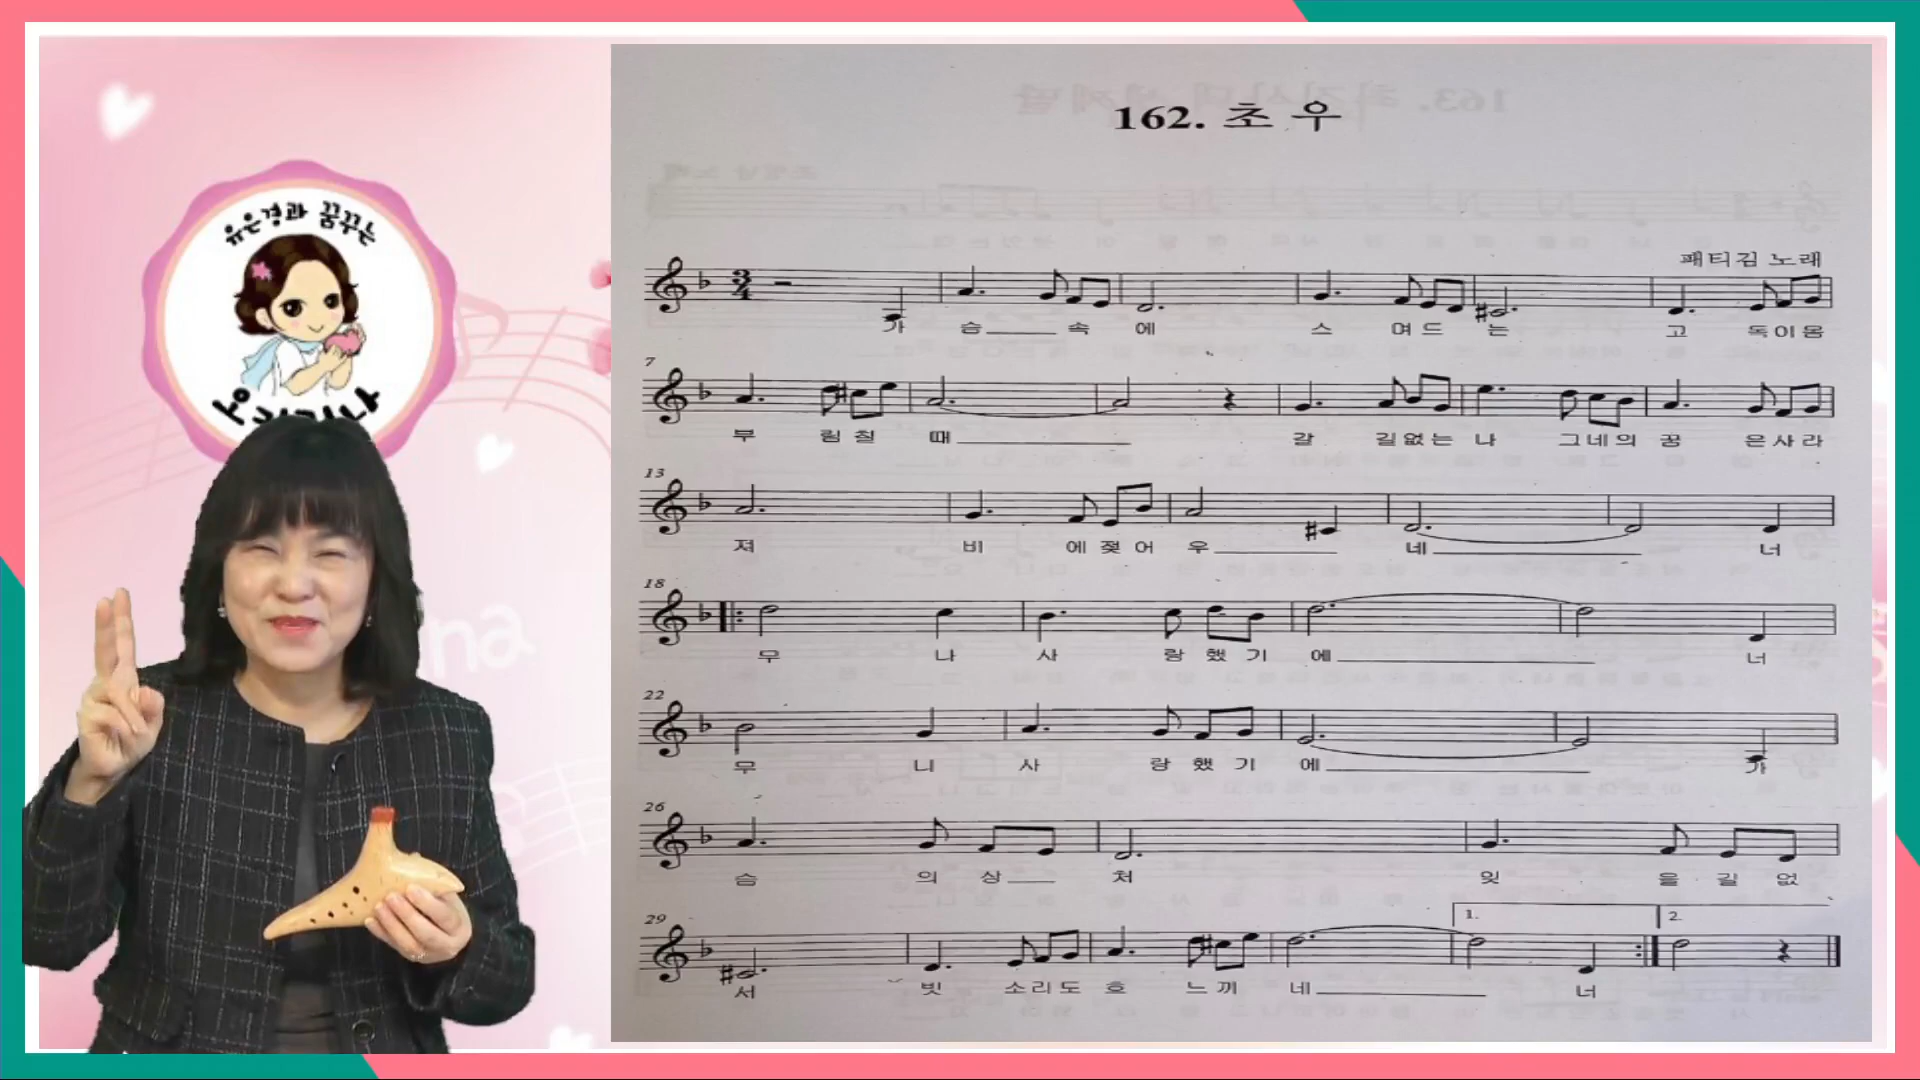 유은경과 꿈꾸는
오카리나
na
162. 초 우
패티김 노래
3
4
가 슴 속 에 스 며 드 는 고 독 이 몸
7
부 림 칠 때 갈 길 없 는 나 그 네 의 꿈 은 사 라
13
져 비 에 젖 어 우 네 너
18
무 나 사 랑 했 기 에 너
22
무 니 사 랑 했 기 에 가
26
슴 의 상 처 잊 을 길 없
29
1.
2.
서 빗 소 리 도 흐 느 끼 네 너